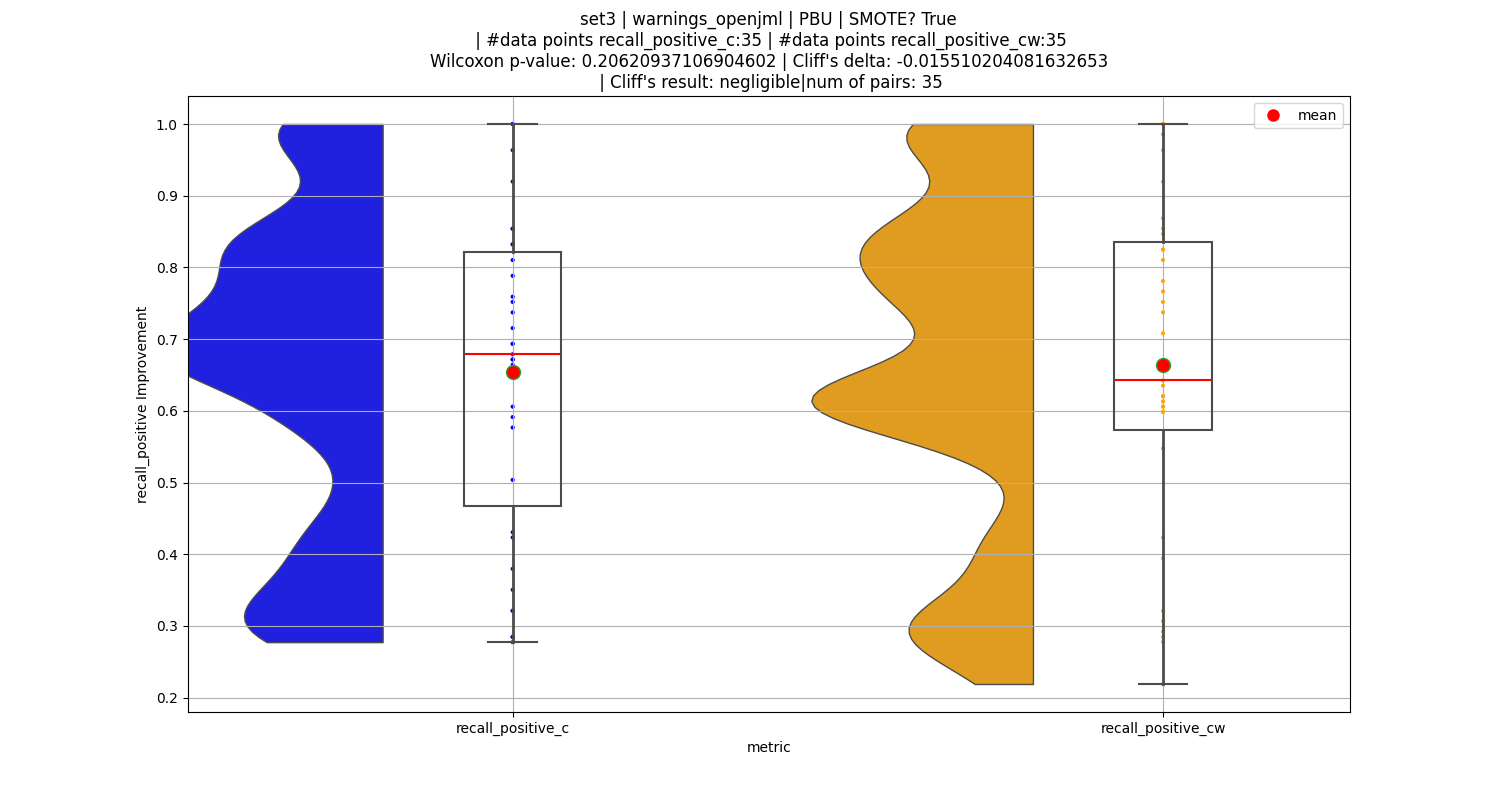 set3 | warnings_openjml | PBU | SMOTE? True
| #data points recall_positive_c:35 | #data points recall_positive_cw:35
Wilcoxon p-value: 0.20620937106904602 | Cliff's delta: -0.015510204081632653
| Cliff's result: negligible|num of pairs: 35
mean
1.0
0.9
0.8
0.7
0.6
0.5
0.4
0.3
0.2
recall_positive Improvement
recall_positive_c
recall_positive_cw
metric